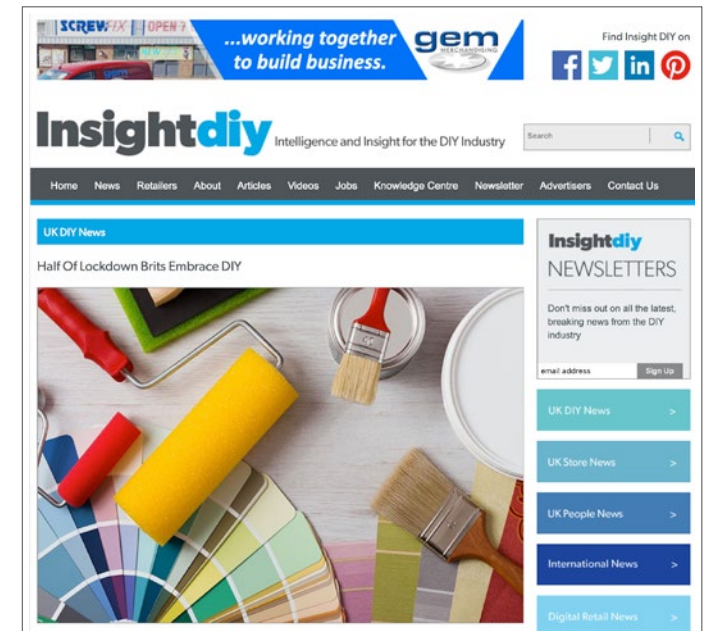 SCREWFIX OPEN 7
...working together
to build business.
gem
MERCHANDISING
Find Insight DIY on
Insightdiy
Intelligence and Insight for the DIY Industry
Search
Home News Retailers About Articles Videos Jobs Knowledge Centre Newsletter Advertisers Contact Us
UK DIY News
Half Of Lockdown Brits Embrace DIY
Insightdiy
NEWSLETTERS
Don't miss out on all the latest,
breaking news from the DIY
industry
email address Sign Up
UK DIY News >
UK Store News >
UK People News >
International News >
Digital Retail News >